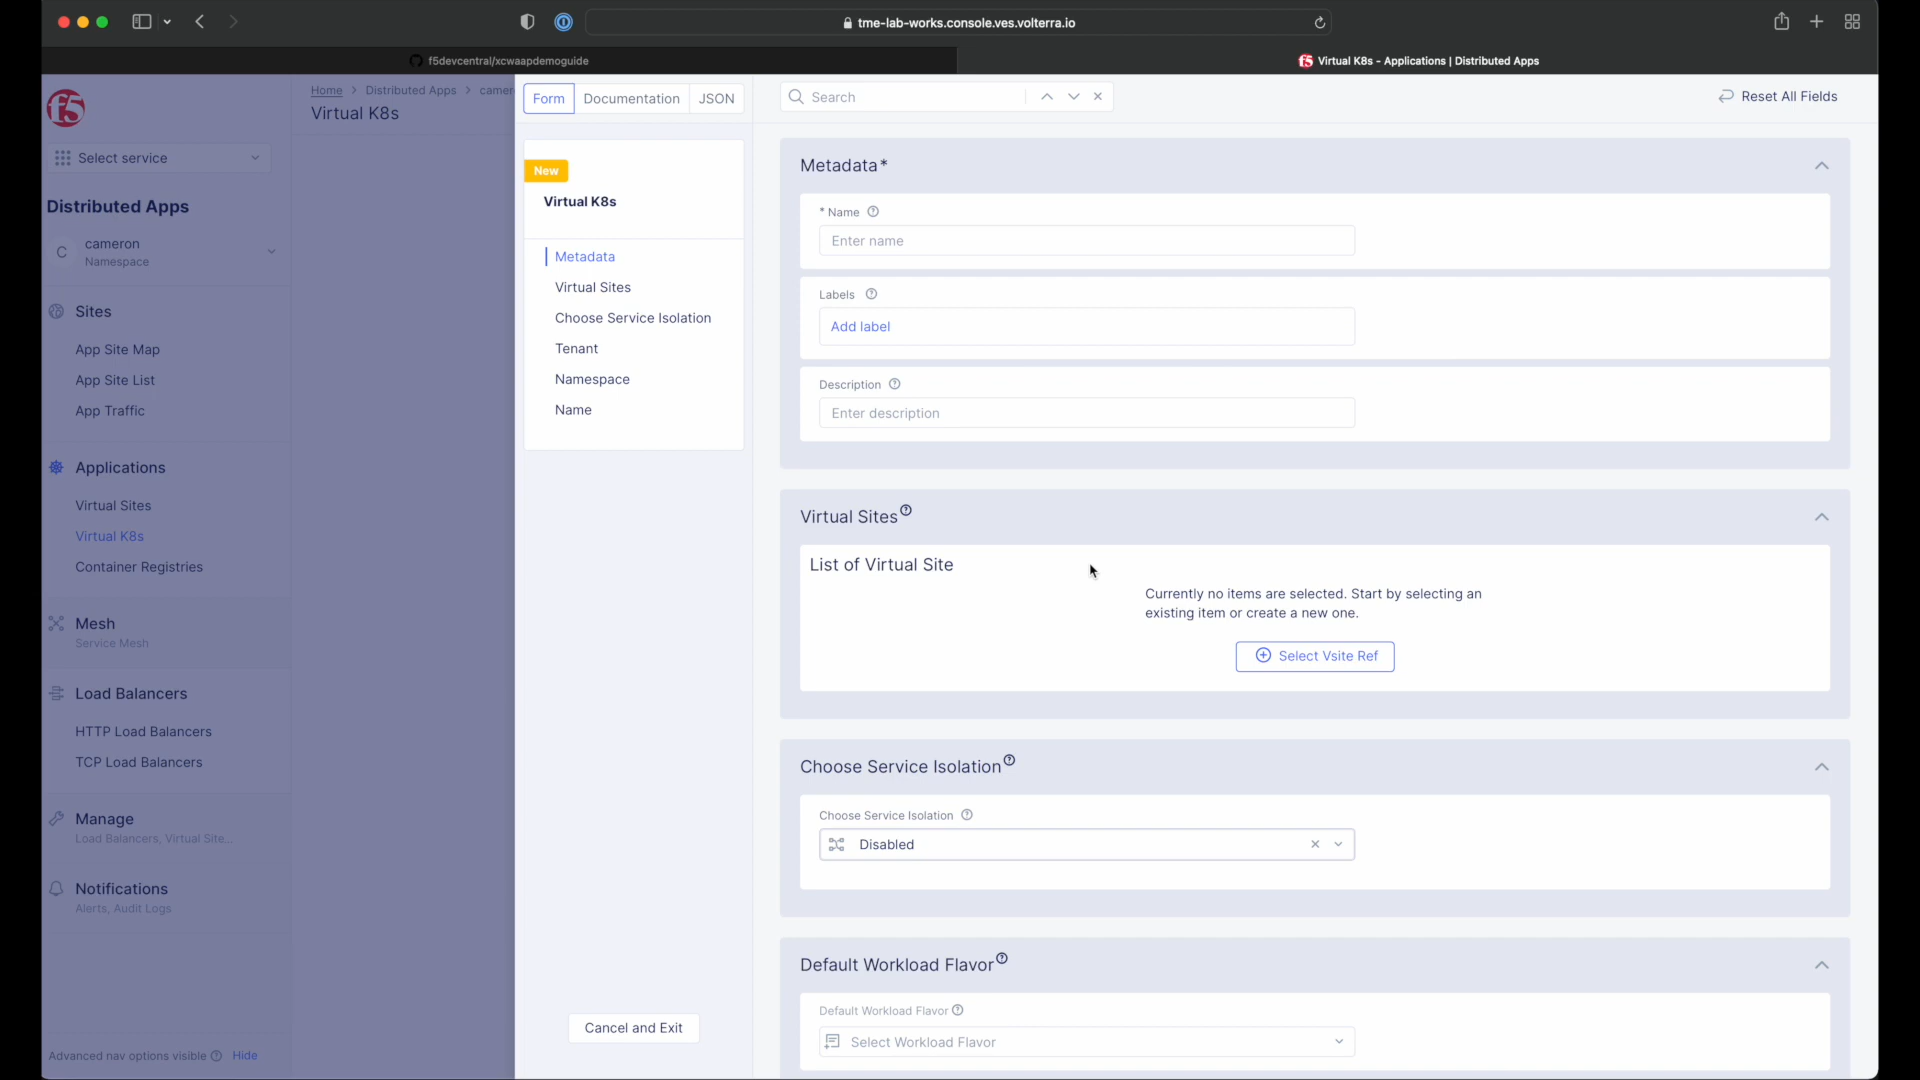 tme-lab-works.console.ves.volterra.io
f5devcentral/xcwaapdemoguide
Virtual K8s - Applications | Distributed Apps
f5
Select service
Distributed Apps
C
cameron
Namespace
Sites
App Site Map
App Site List
App Traffic
Applications
Virtual Sites
Virtual K8s
Container Registries
Mesh
Service Mesh
Load Balancers
HTTP Load Balancers
TCP Load Balancers
Manage
Load Balancers, Virtual Site...
Notifications
Alerts, Audit Logs
Advanced nav options visible Hide
Home > Distributed Apps > camer
Virtual K8s
Form Documentation JSON
New
Virtual K8s
Metadata
Virtual Sites
Choose Service Isolation
Tenant
Namespace
Name
Cancel and Exit
Search
Reset All Fields
Metadata*
* Name
Enter name
Labels
Add label
Description
Enter description
Virtual Sites
List of Virtual Site
Currently no items are selected. Start by selecting an
existing item or create a new one.
Select Vsite Ref
Choose Service Isolation
Choose Service Isolation
Disabled
Default Workload Flavor
Default Workload Flavor
Select Workload Flavor